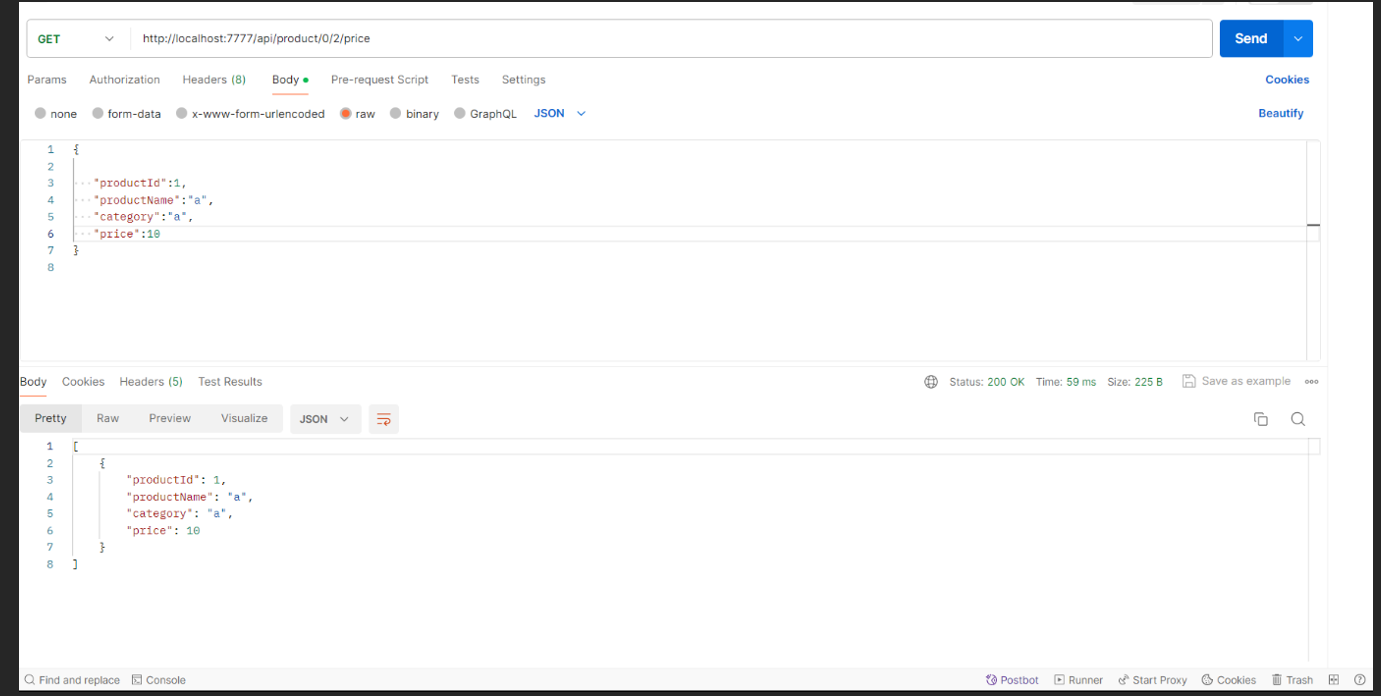 GET http://localhost:7777/api/product/0/2/price Send
Params Authorization Headers (8) Body Pre-request Script Tests Settings Cookies
none form-data x-www-form-urlencoded raw binary GraphQL JSON Beautify
1 {
2
3 "productId":1,
4 "productName":"a",
5 "category":"a",
6 "price":10
7 }
8
Body Cookies Headers (5) Test Results Status: 200 OK Time: 59 ms Size: 225 B Save as example
Pretty Raw Preview Visualize JSON
1 [
2 {
3 "productId": 1,
4 "productName": "a",
5 "category": "a",
6 "price": 10
7 }
8 ]
Find and replace Console Postbot Runner Start Proxy Cookies Trash